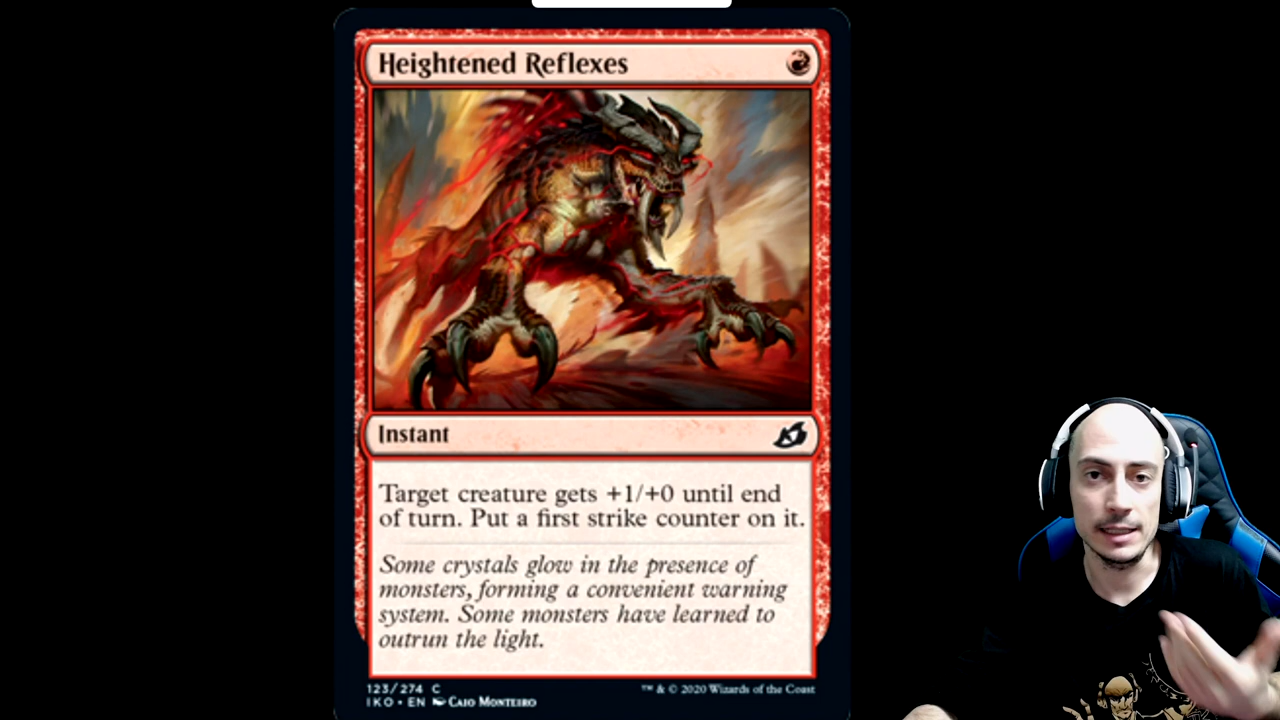 Heightened Reflexes
Instant
Target creature gets +1/+0 until end
of turn. Put a first strike counter on it.
Some crystals glow in the presence of
monsters, forming a convenient warning
system. Some monsters have learned to
outrun the light.
123/274 C
IKO • EN Caio Monteiro
™ & © 2020 Wizards of the Coast